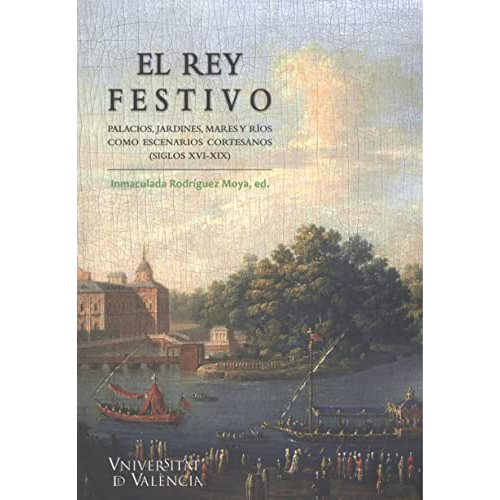 EL REY
FESTIVO
PALACIOS, JARDINES, MARES Y RÍOS
COMO ESCENARIOS CORTESANOS
(SIGLOS XVI-XIX)
Inmaculada Rodríguez Moya, ed.
VNIVERSITAT
ID VALÈNCIA